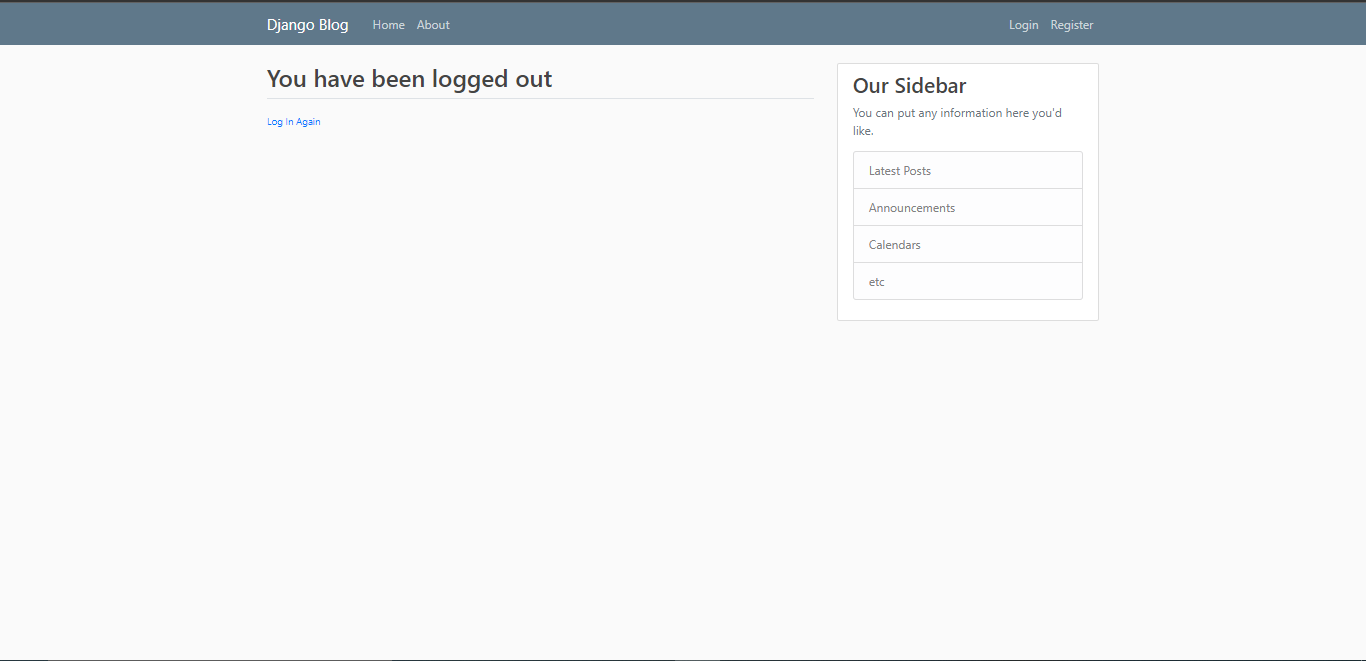 Django Blog Home About Login Register
You have been logged out
Log In Again
Our Sidebar
You can put any information here you'd
like.
Latest Posts
Announcements
Calendars
etc